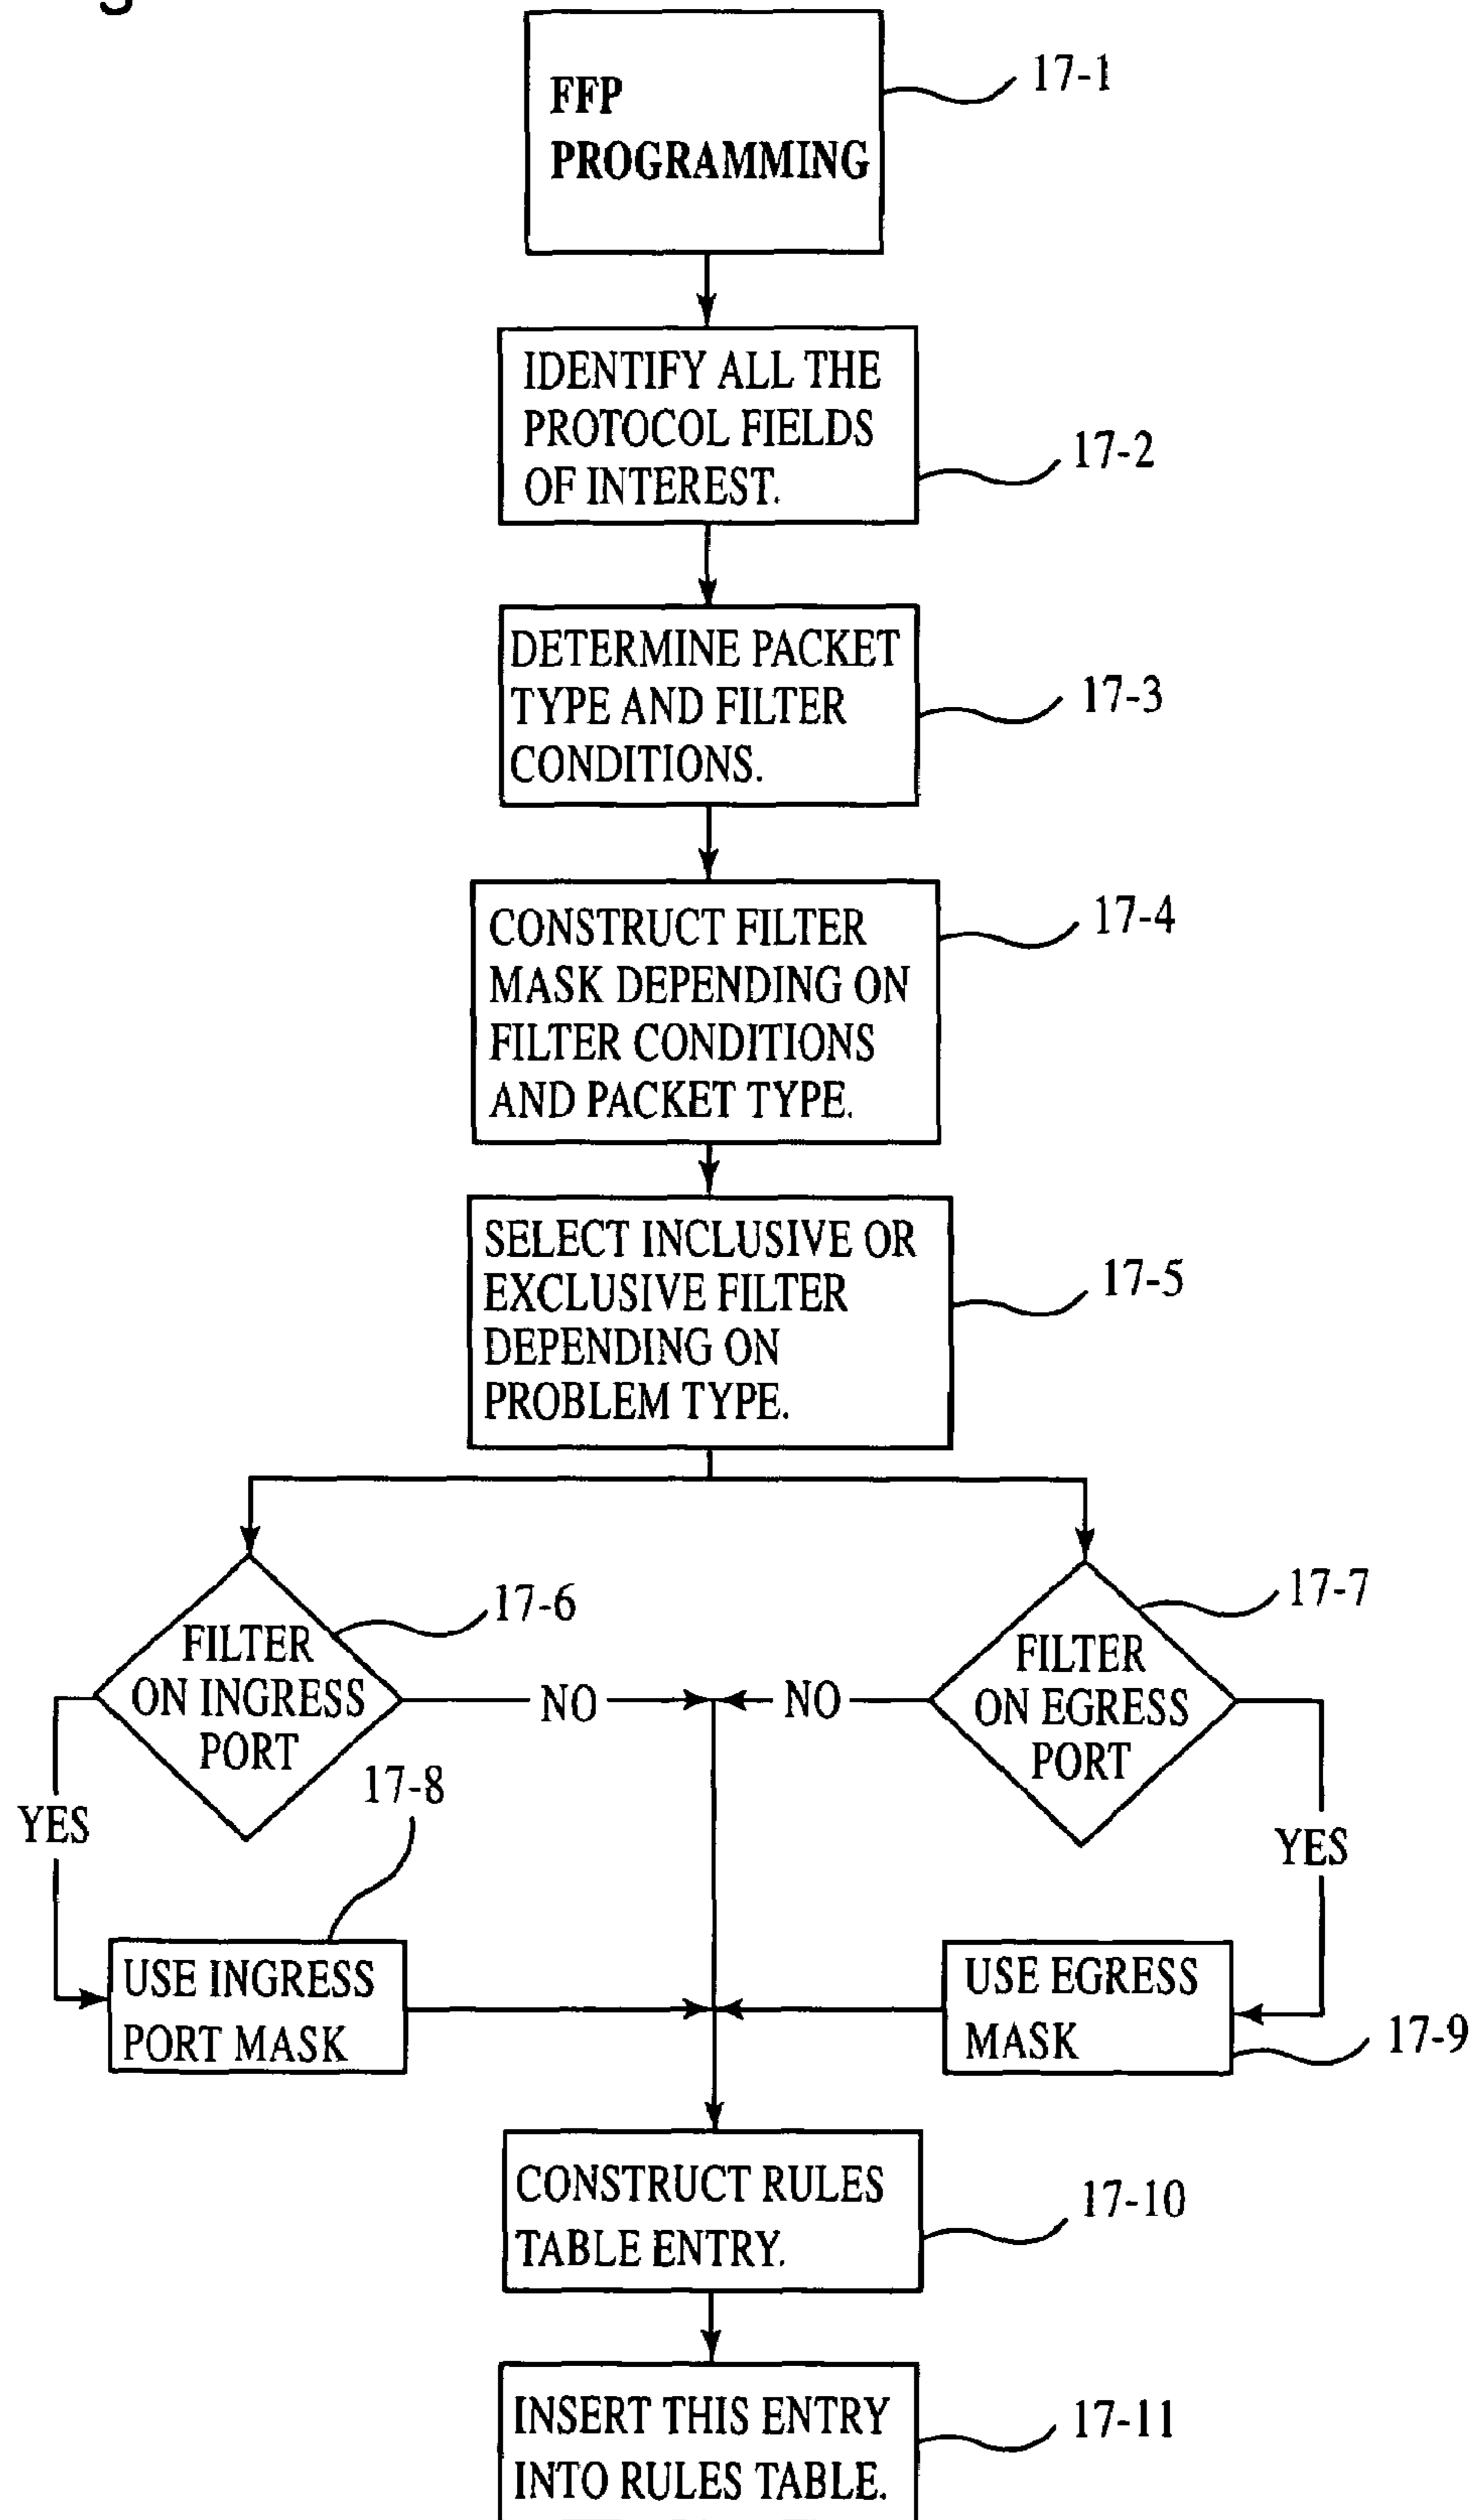 FFP
PROGRAMMING
17-1
IDENTIFY ALL THE
PROTOCOL FIELDS
OF INTEREST.
17-2
DETERMINE PACKET
TYPE AND FILTER
CONDITIONS.
17-3
CONSTRUCT FILTER
MASK DEPENDING ON
FILTER CONDITIONS
AND PACKET TYPE.
17-4
SELECT INCLUSIVE OR
EXCLUSIVE FILTER
DEPENDING ON
PROBLEM TYPE.
17-5
FILTER
ON INGRESS
PORT
17-6
NO
NO
FILTER
ON EGRESS
PORT
17-7
YES
YES
17-8
USE INGRESS
PORT MASK
USE EGRESS
MASK
17-9
CONSTRUCT RULES
TABLE ENTRY.
17-10
INSERT THIS ENTRY
INTO RULES TABLE.
17-11